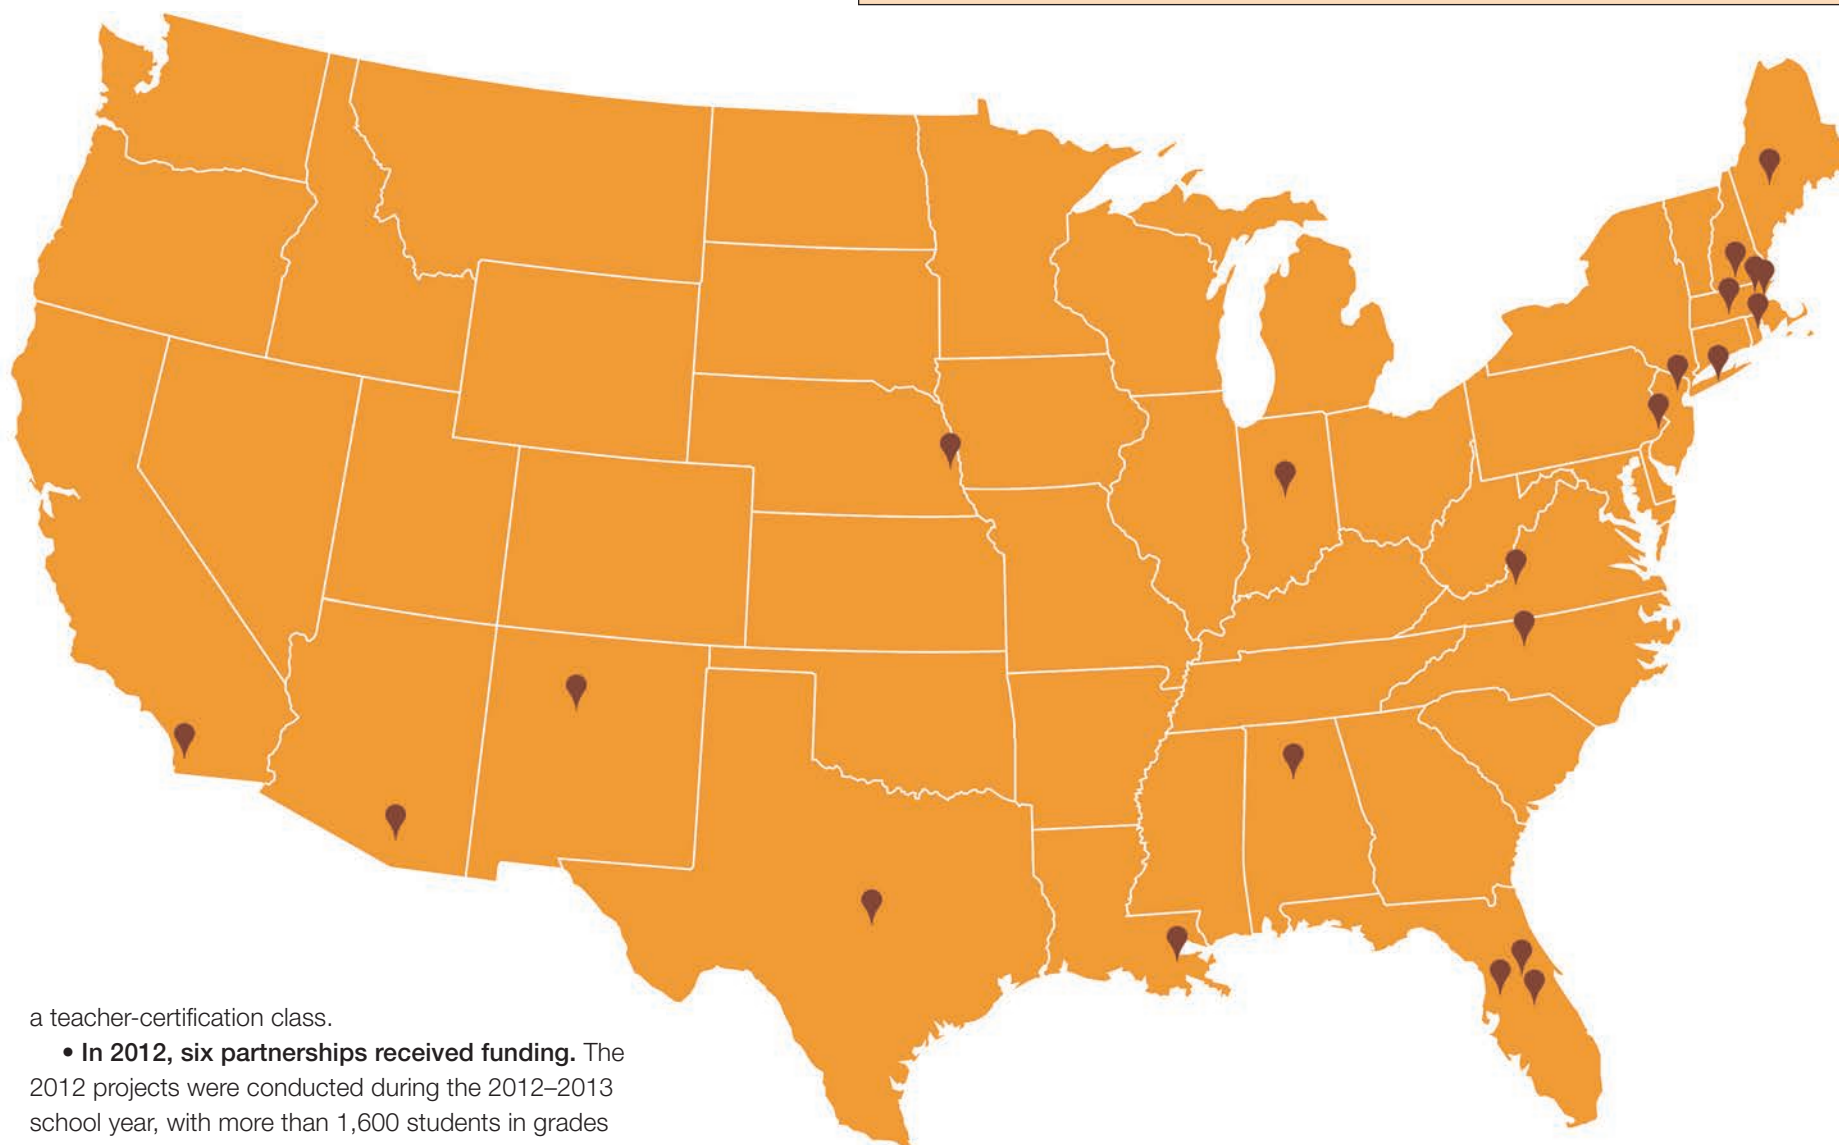 a teacher-certification class.
• In 2012, six partnerships received funding. The
2012 projects were conducted during the 2012–2013
school year, with more than 1,600 students in grades